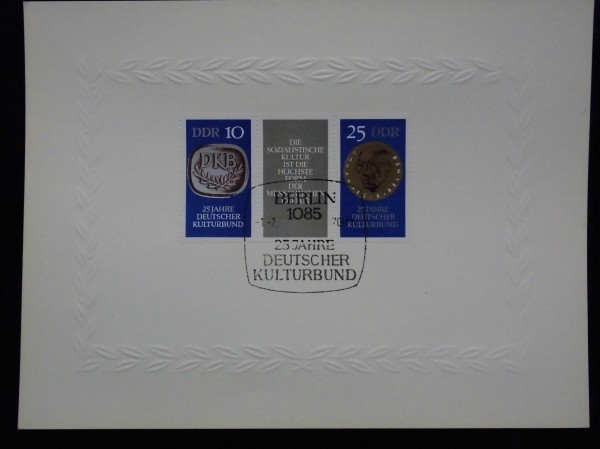 DDR 10
DKB
25 JAHRE
DEUTSCHER
KULTURBUND
DIE
SOZIALISTISCHE
KULTUR
IST DIE
HÖCHSTE
FORM
DER
25 DDR
25 JAHRE
DEUTSCHER
KULTURBUND
BERLIN
1085
25 JAHRE
DEUTSCHER
KULTURBUND